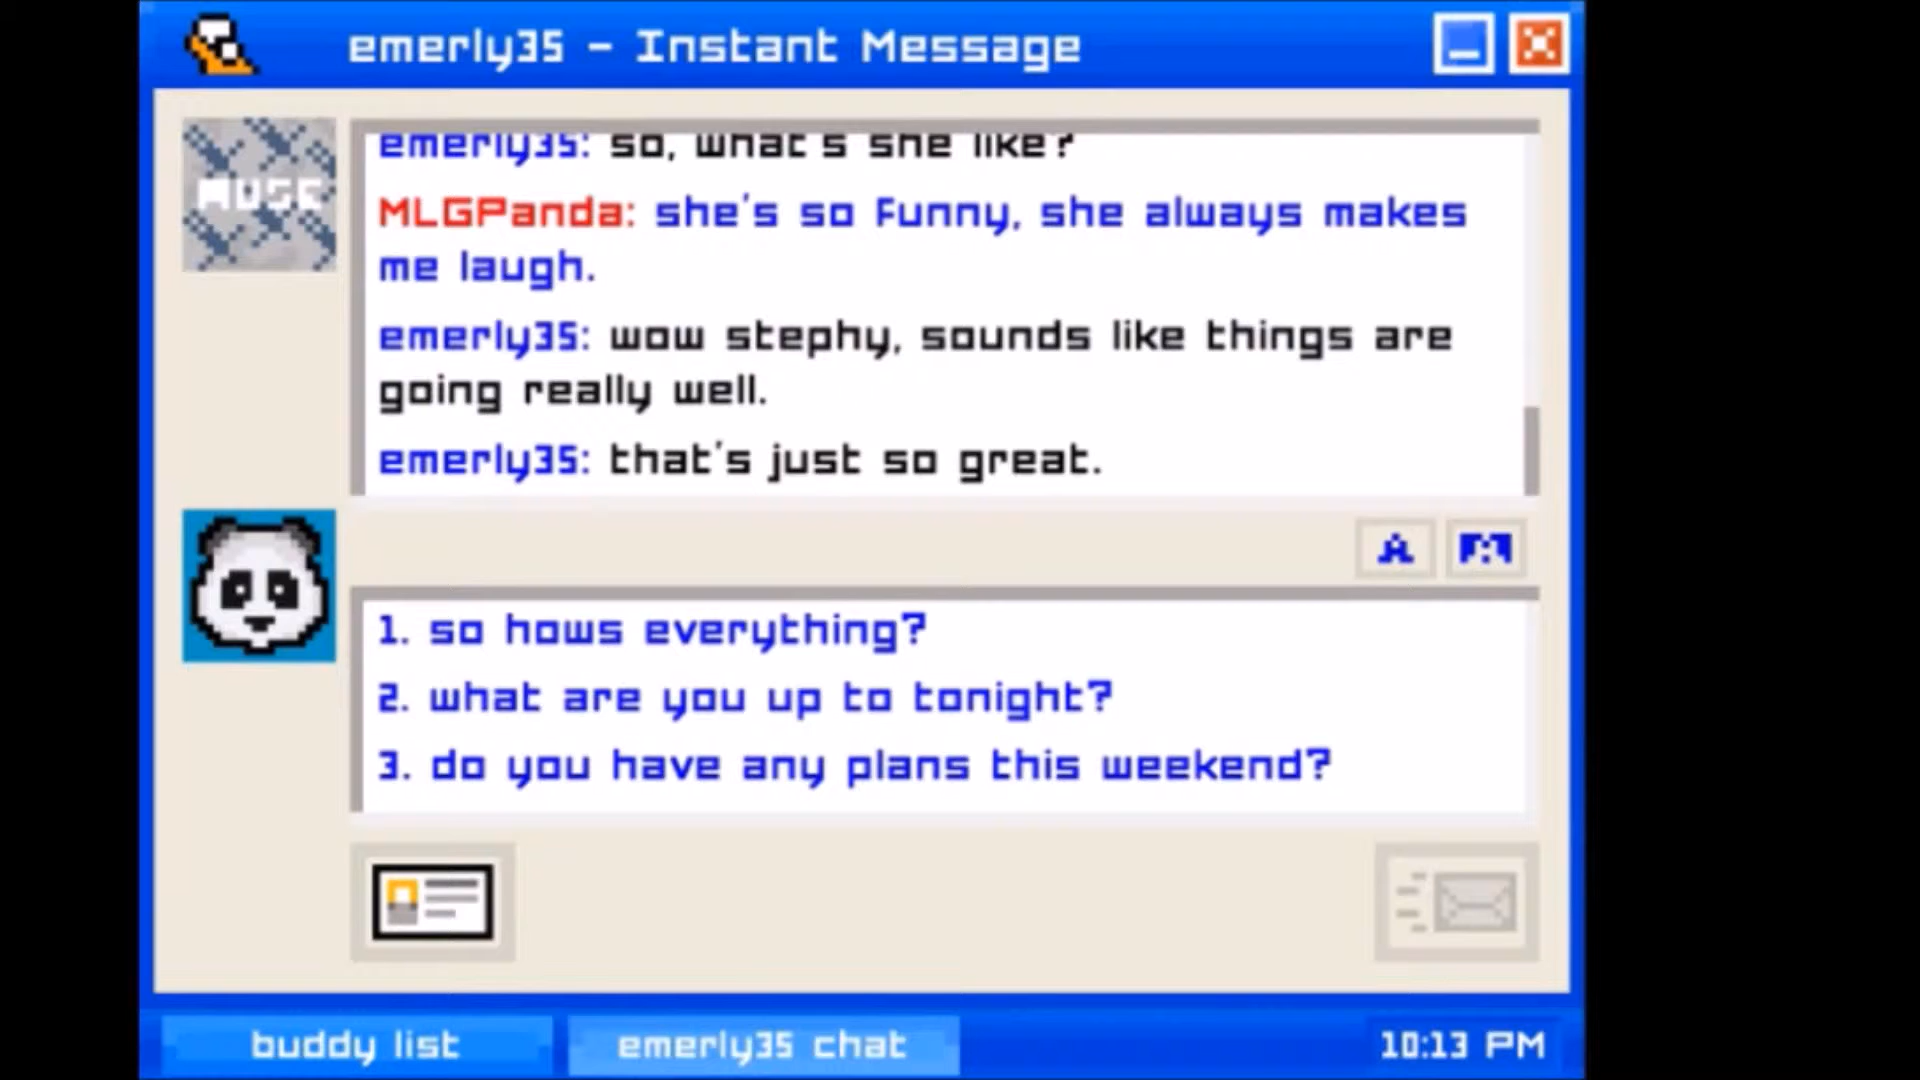 emerly35 - Instant Message
MUSE
emerly35: so, what's she like?
MLGPanda: she's so funny, she always makes
me laugh.
emerly35: wow stephy, sounds like things are
going really well.
emerly35: that's just so great.
A
1. so hows everything?
2. what are you up to tonight?
3. do you have any plans this weekend?
buddy list
emerly35 chat
10:13 PM